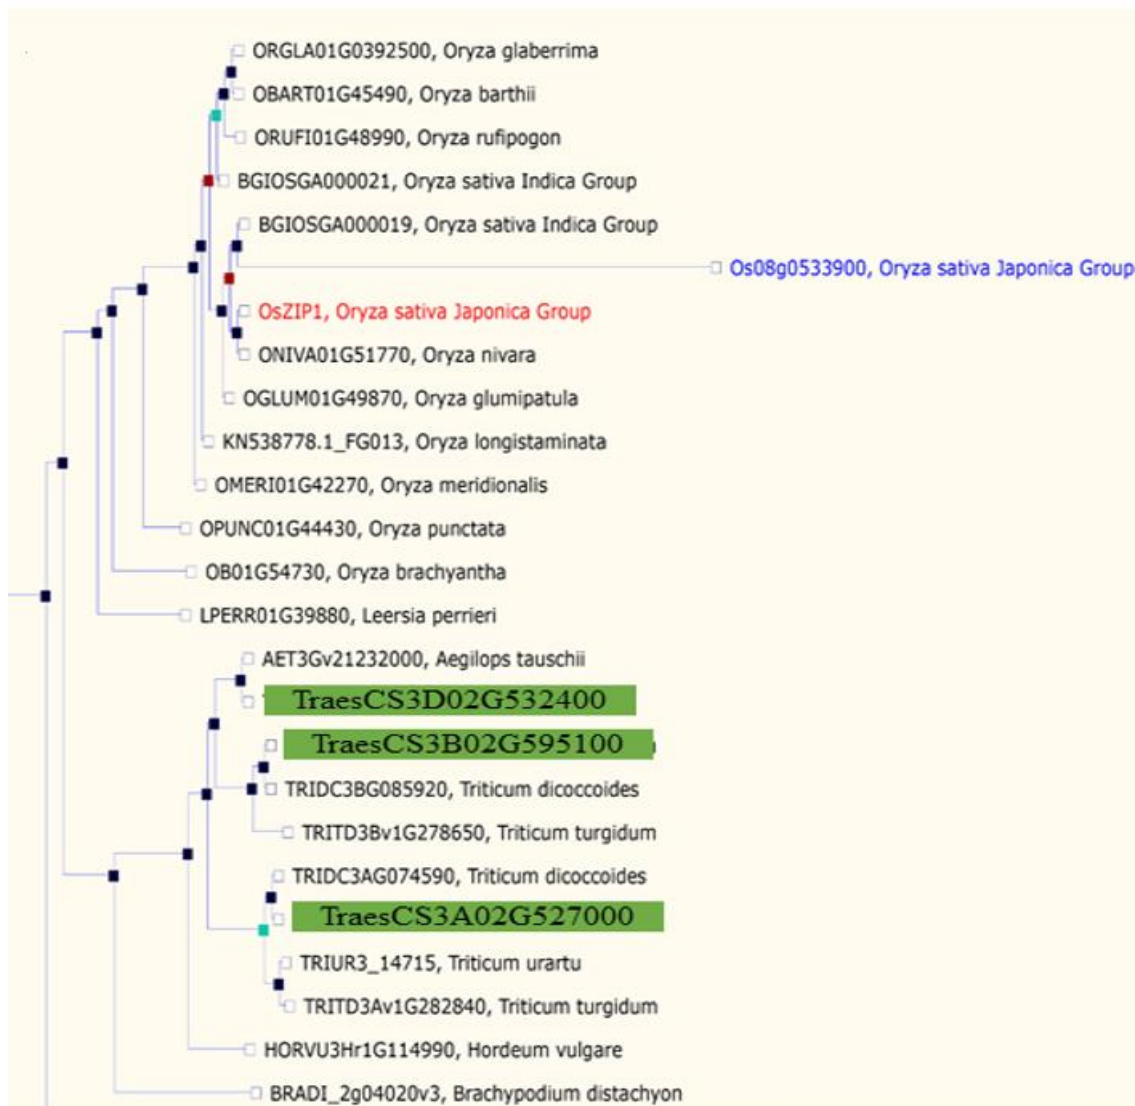 ORGLA01G0392500, Oryza glaberrima
OBART01G45490, Oryza barthii
ORUFI01G48990, Oryza rufipogon
BGIOSGA000021, Oryza sativa Indica Group
BGIOSGA000019, Oryza sativa Indica Group
Os08g0533900, Oryza sativa Japonica Group
OsZIP1, Oryza sativa Japonica Group
ONIVA01G51770, Oryza nivara
OGLUM01G49870, Oryza glumipatula
KN538778.1_FG013, Oryza longistaminata
OMERI01G42270, Oryza meridionalis
OPUNC01G44430, Oryza punctata
OB01G54730, Oryza brachyantha
LPERR01G39880, Leersia perrieri
AET3Gv21232000, Aegilops tauschii
TraesCS3D02G532400
TraesCS3B02G595100
TRIDC3BG085920, Triticum dicoccoides
TRITD3Bv1G278650, Triticum turgidum
TRIDC3AG074590, Triticum dicoccoides
TraesCS3A02G527000
TRIUR3_14715, Triticum urartu
TRITD3Av1G282840, Triticum turgidum
HORVU3Hr1G114990, Hordeum vulgare
BRADI_2g04020v3, Brachypodium distachyon